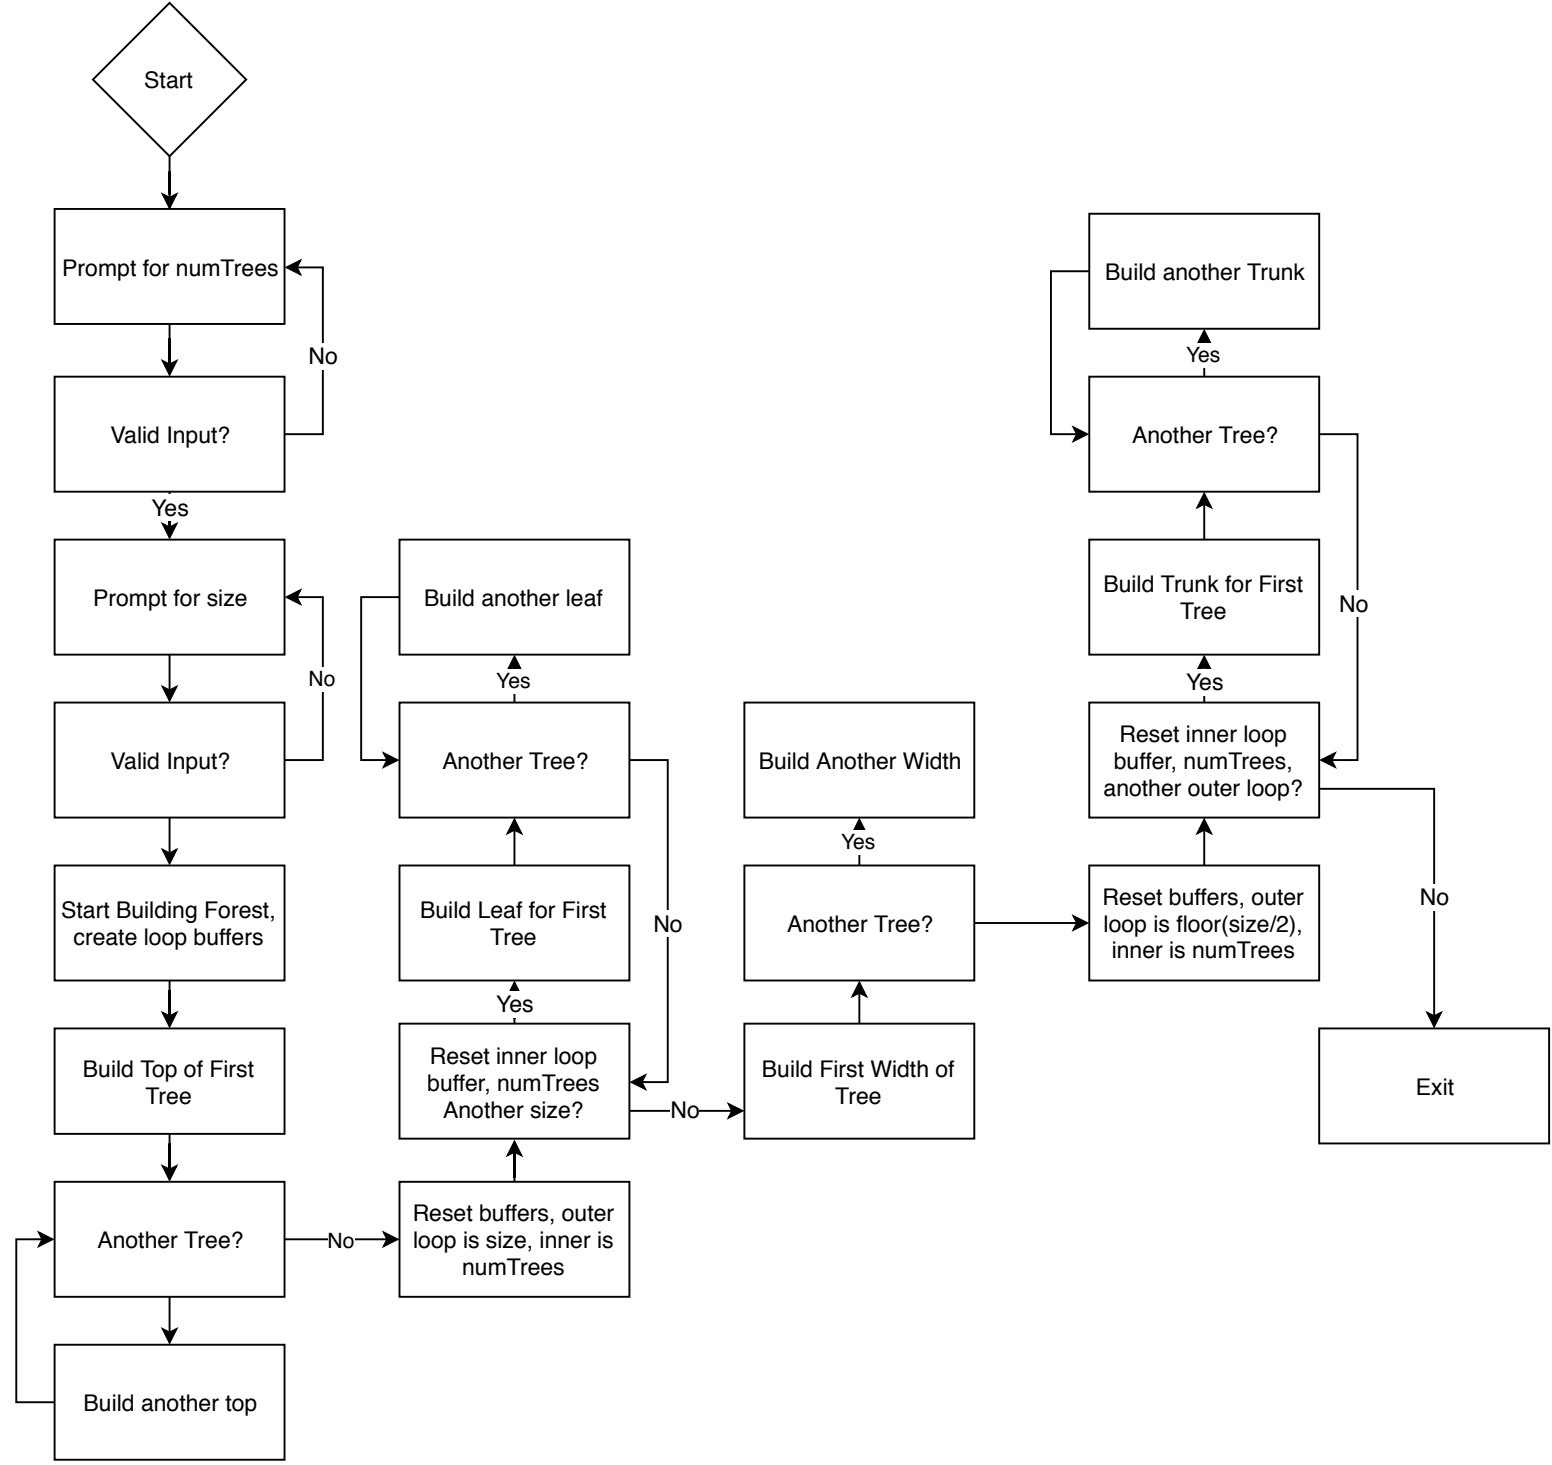 Start
Prompt for numTrees
No
Valid Input?
Yes
Prompt for size
No
Valid Input?
Start Building Forest,
create loop buffers
Build Top of First
Tree
Another Tree?
No
Build another top
Build another leaf
Yes
Another Tree?
No
Build Leaf for First
Tree
Yes
Reset inner loop
buffer, numTrees
Another size?
No
Reset buffers, outer
loop is size, inner is
numTrees
Build Another Width
Yes
Another Tree?
Build First Width of
Tree
Build another Trunk
Yes
Another Tree?
No
Build Trunk for First
Tree
Yes
Reset inner loop
buffer, numTrees,
another outer loop?
No
Reset buffers, outer
loop is floor(size/2),
inner is numTrees
Exit